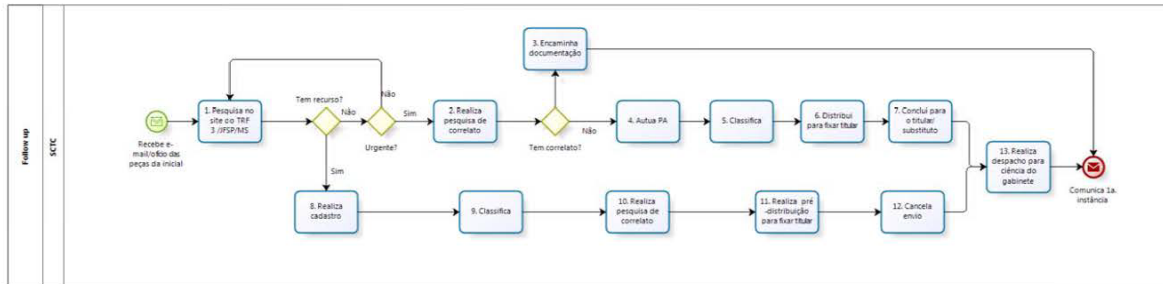 Follow up
SCTC
Recebe e-
mail/ofício das
peças da inicial
1. Pesquisa no
site do TRF
3 /JFSP/MS
Tem recurso?
Não
Sim
Urgente?
Não
Sim
2. Realiza
pesquisa de
correlato
3. Encaminha
documentação
Tem correlato?
Não
4. Autua PA
5. Classifica
6. Distribui
para fixar titular
7. Conclui para
o titular/
substituto
8. Realiza
cadastro
9. Classifica
10. Realiza
pesquisa de
correlato
11. Realiza pré
-distribuição
para fixar titular
12. Cancela
envio
13. Realiza
despacho para
ciência do
gabinete
Comunica 1a.
instância